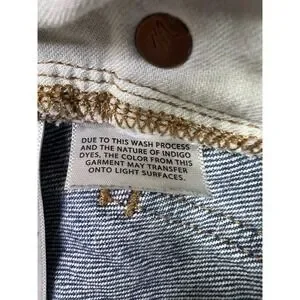 DUE TO THIS WASH PROCESS
AND THE NATURE OF INDIGO
DYES, THE COLOR FROM THIS
GARMENT MAY TRANSFER
ONTO LIGHT SURFACES.